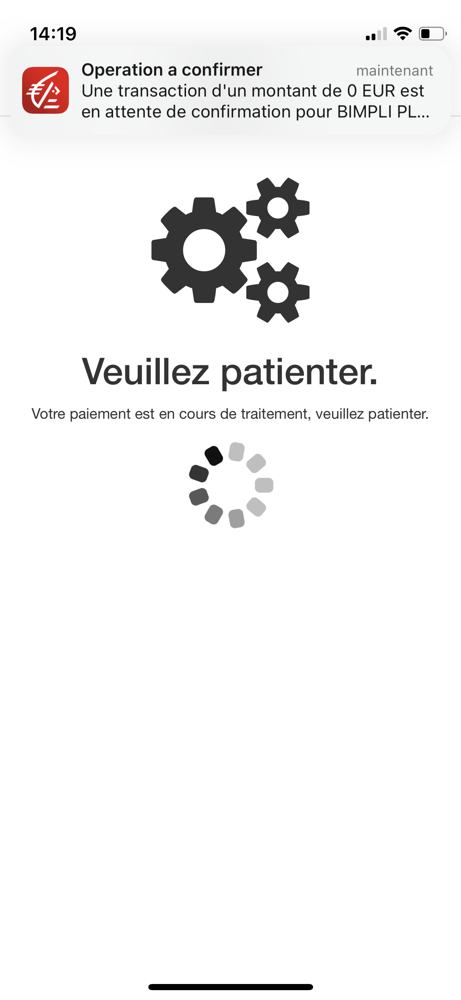 14:19
Operation a confirmer maintenant
Une transaction d'un montant de 0 EUR est
en attente de confirmation pour BIMPLI PL...
Veuillez patienter.
Votre paiement est en cours de traitement, veuillez patienter.